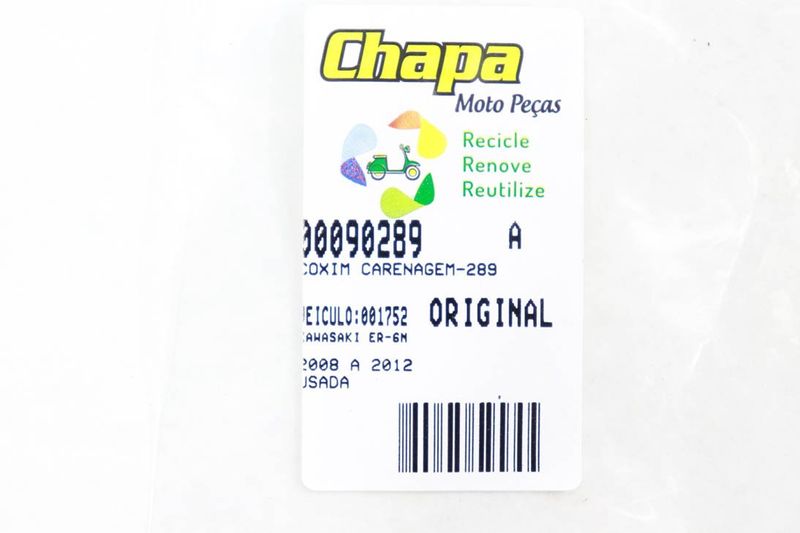 Chapa
Moto Peças
Recicle
Renove
Reutilize
00090289 A
COXIM CARENAGEM-289
VEICULO:001752 ORIGINAL
KAWASAKI ER-6N
2008 A 2012
USADA